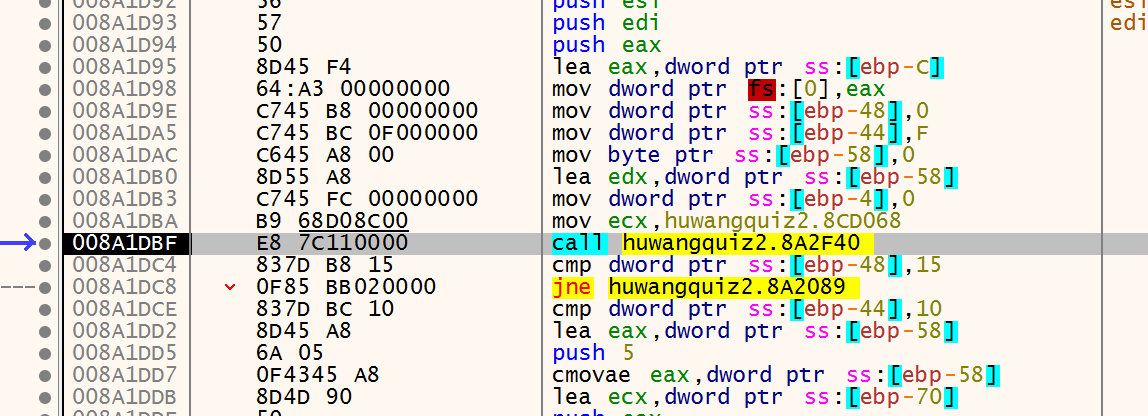 008A1D92 56 push esi esi
008A1D93 57 push edi edi
008A1D94 50 push eax
008A1D95 8D45 F4 lea eax,dword ptr ss:[ebp-C]
008A1D98 64:A3 00000000 mov dword ptr fs:[0],eax
008A1D9E C745 B8 00000000 mov dword ptr ss:[ebp-48],0
008A1DA5 C745 BC 0F000000 mov dword ptr ss:[ebp-44],F
008A1DAC C645 A8 00 mov byte ptr ss:[ebp-58],0
008A1DB0 8D55 A8 lea edx,dword ptr ss:[ebp-58]
008A1DB3 C745 FC 00000000 mov dword ptr ss:[ebp-4],0
008A1DBA B9 68D08C00 mov ecx,huwangquiz2.8CD068
008A1DBF E8 7C110000 call huwangquiz2.8A2F40
008A1DC4 837D B8 15 cmp dword ptr ss:[ebp-48],15
008A1DC8 0F85 BB020000 jne huwangquiz2.8A2089
008A1DCE 837D BC 10 cmp dword ptr ss:[ebp-44],10
008A1DD2 8D45 A8 lea eax,dword ptr ss:[ebp-58]
008A1DD5 6A 05 push 5
008A1DD7 0F4345 A8 cmovae eax,dword ptr ss:[ebp-58]
008A1DDB 8D4D 90 lea ecx,dword ptr ss:[ebp-70]